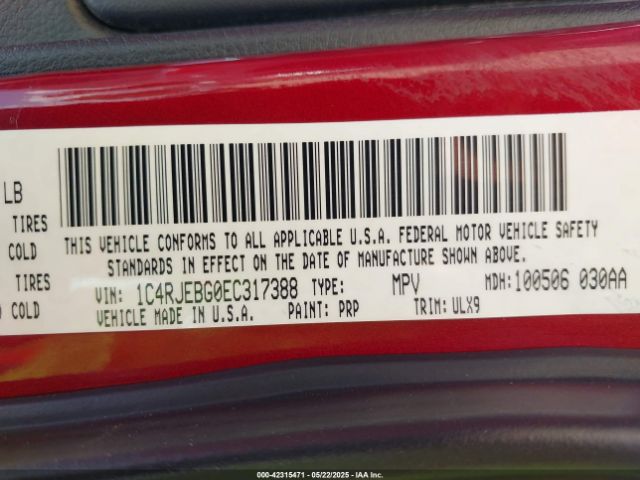 LB
TIRES
COLD
TIRES
COLD
THIS VEHICLE CONFORMS TO ALL APPLICABLE U.S.A. FEDERAL MOTOR VEHICLE SAFETY
STANDARDS IN EFFECT ON THE DATE OF MANUFACTURE SHOWN ABOVE.
VIN: 1C4RJEBG0EC317388 TYPE: MPV MDH:100506 030AA
VEHICLE MADE IN U.S.A. PAINT: PRP TRIM: ULX9
000-42315471 - 05/22/2025 - IAA Inc.